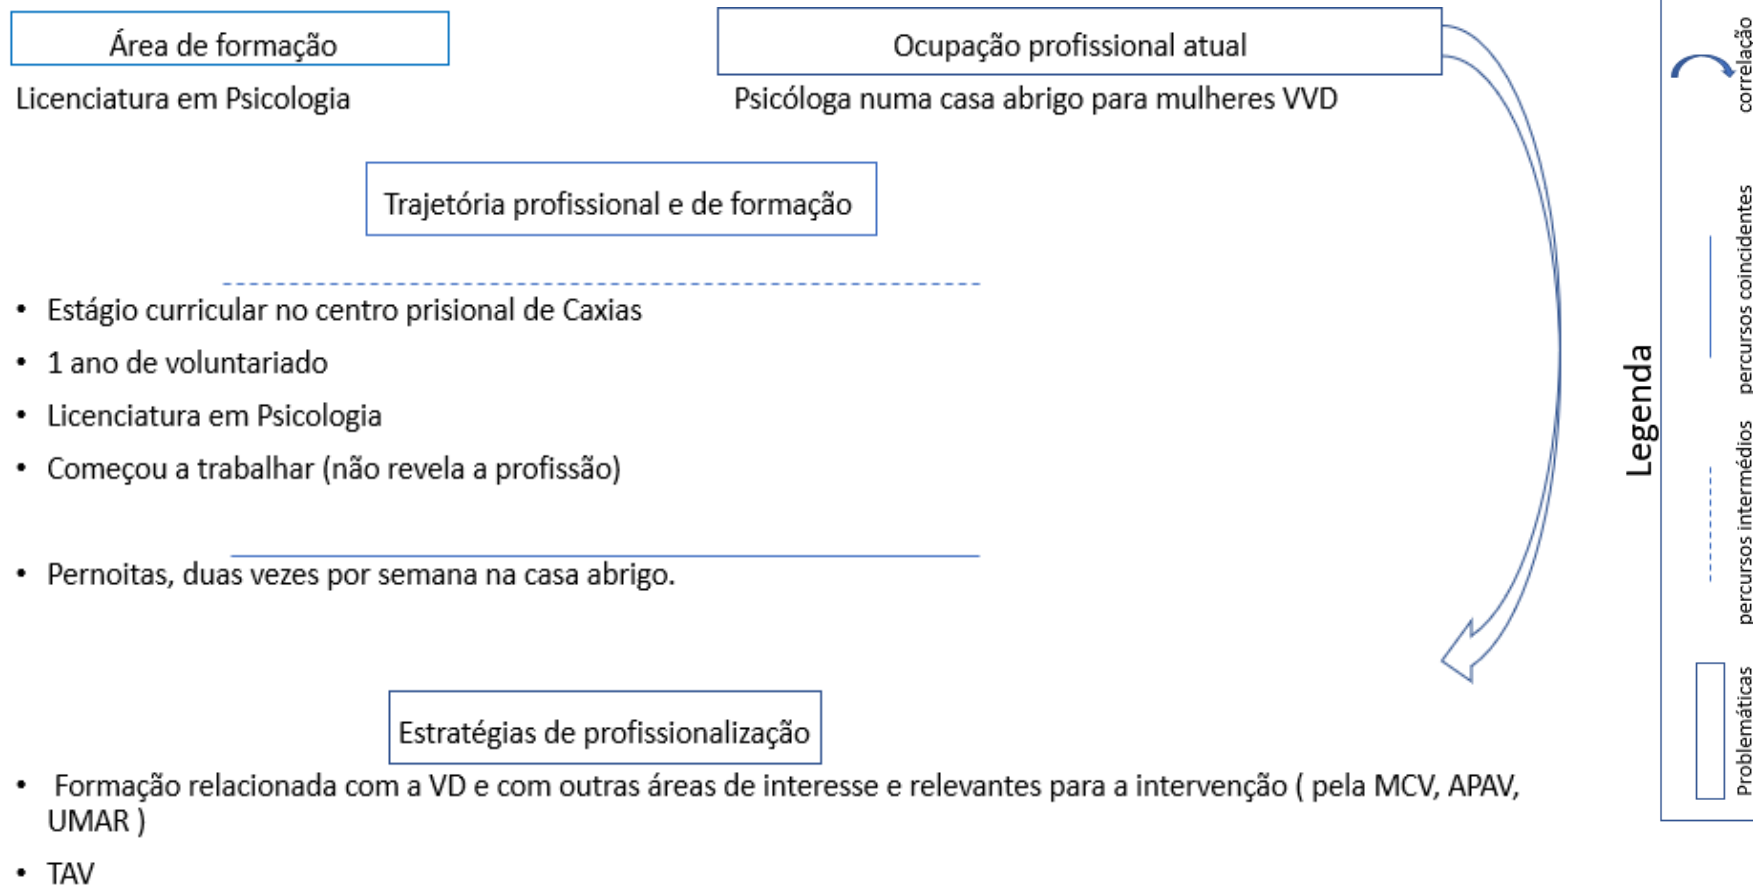 Área de formação
Ocupação profissional atual
Licenciatura em Psicologia
Psicóloga numa casa abrigo para mulheres VVD
Trajetória profissional e de formação
• Estágio curricular no centro prisional de Caxias
• 1 ano de voluntariado
• Licenciatura em Psicologia
• Começou a trabalhar (não revela a profissão)
• Pernoitas, duas vezes por semana na casa abrigo.
Estratégias de profissionalização
• Formação relacionada com a VD e com outras áreas de interesse e relevantes para a intervenção ( pela MCV, APAV,
UMAR )
• TAV
Legenda
correlação
percursos coincidentes
percursos intermédios
Problemáticas